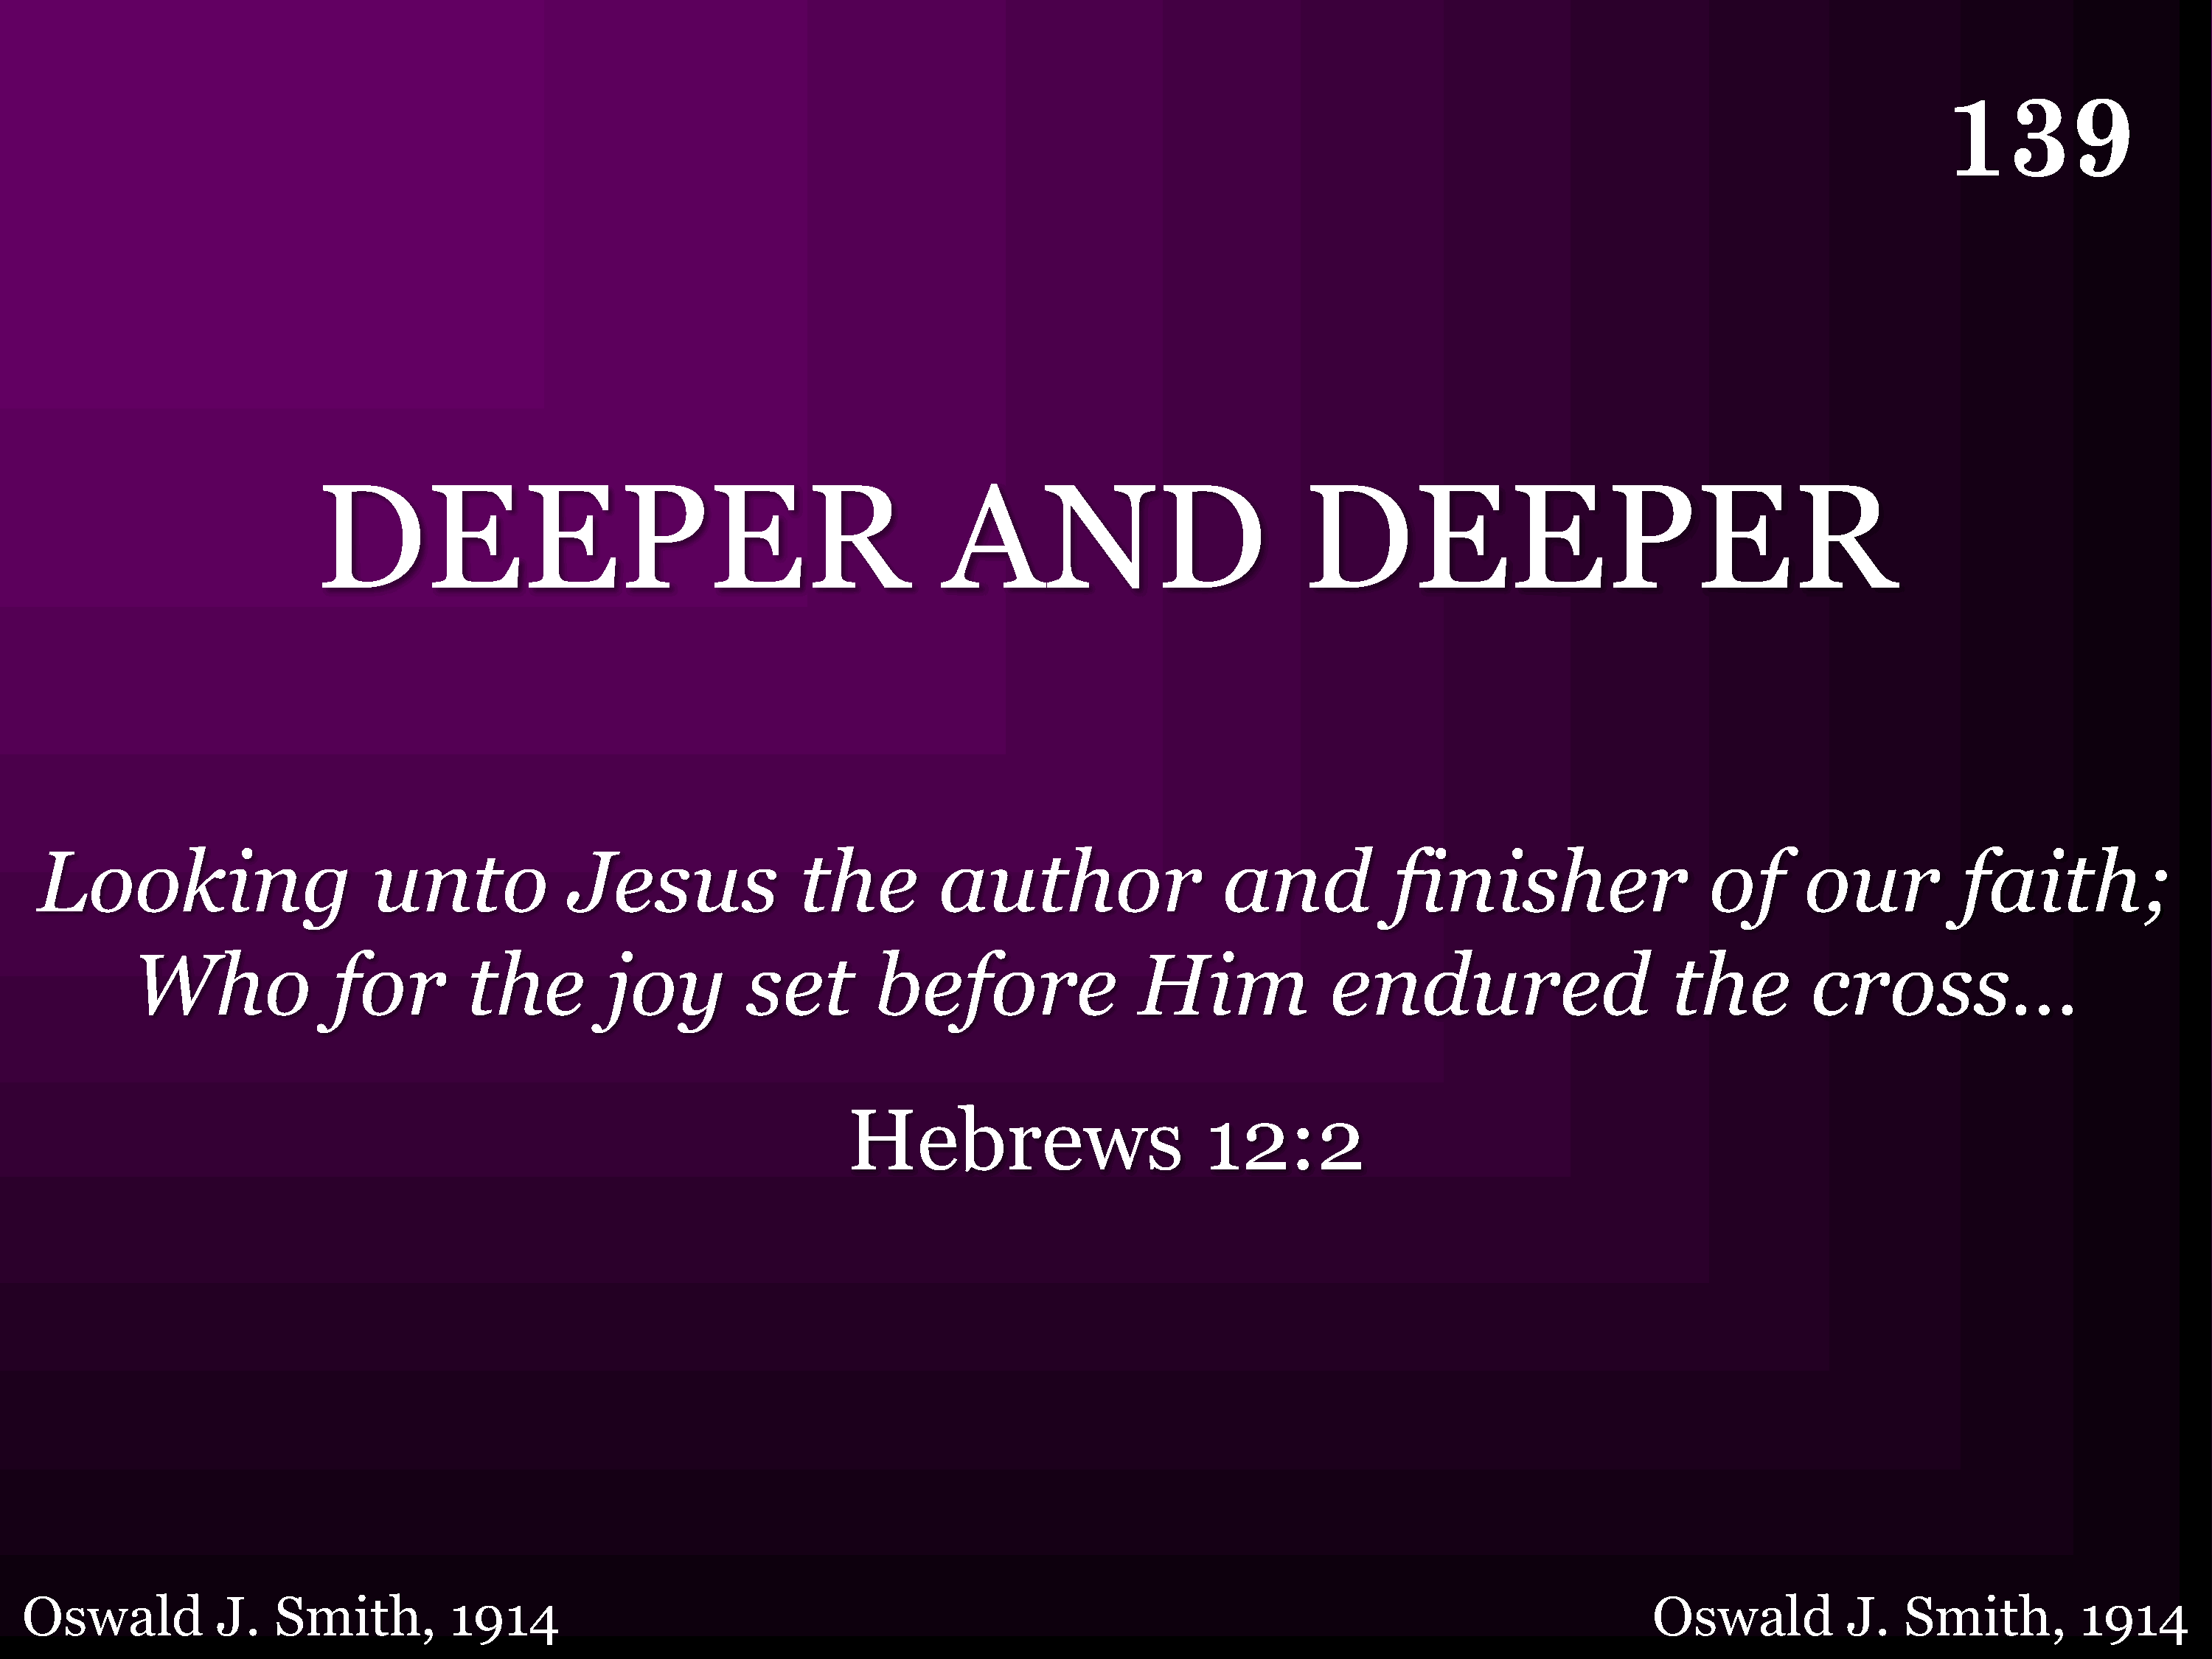 139
DEEPER AND DEEPER
Looking unto Jesus the author and finisher of our faith;
Who for the joy set before Him endured the cross...
Hebrews 12:2
Oswald J. Smith, 1914
Oswald J. Smith, 1914